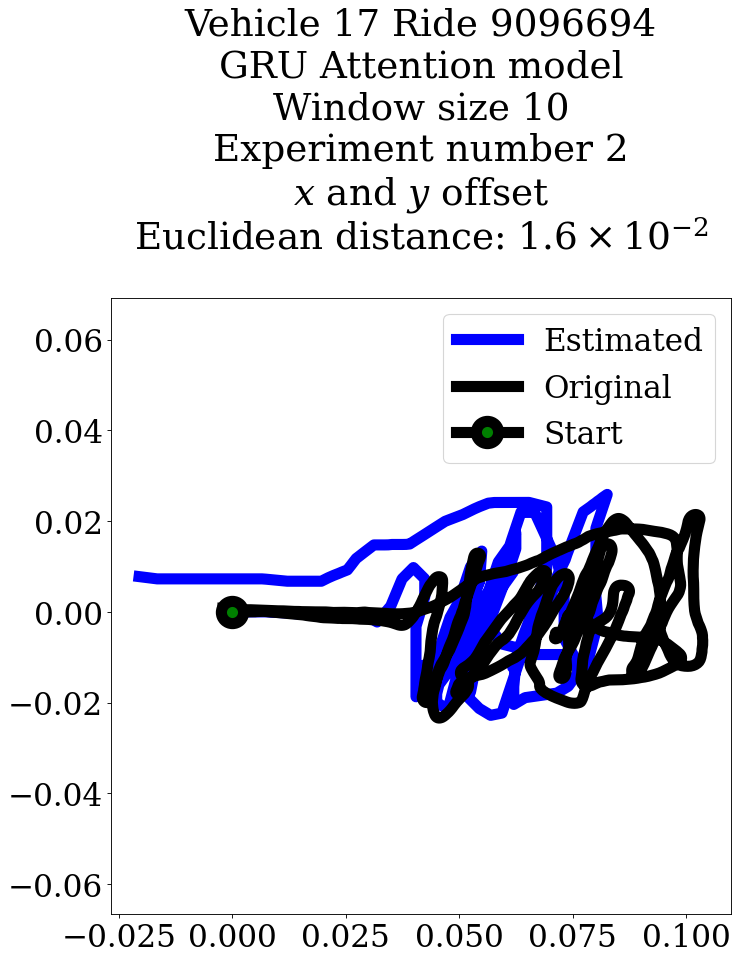 Vehicle 17 Ride 9096694
GRU Attention model
Window size 10
Experiment number 2
x and y offset
Euclidean distance: 1.6 × 10⁻²
Estimated
Original
Start
0.06
0.04
0.02
0.00
−0.02
−0.04
−0.06
−0.025 0.000 0.025 0.050 0.075 0.100